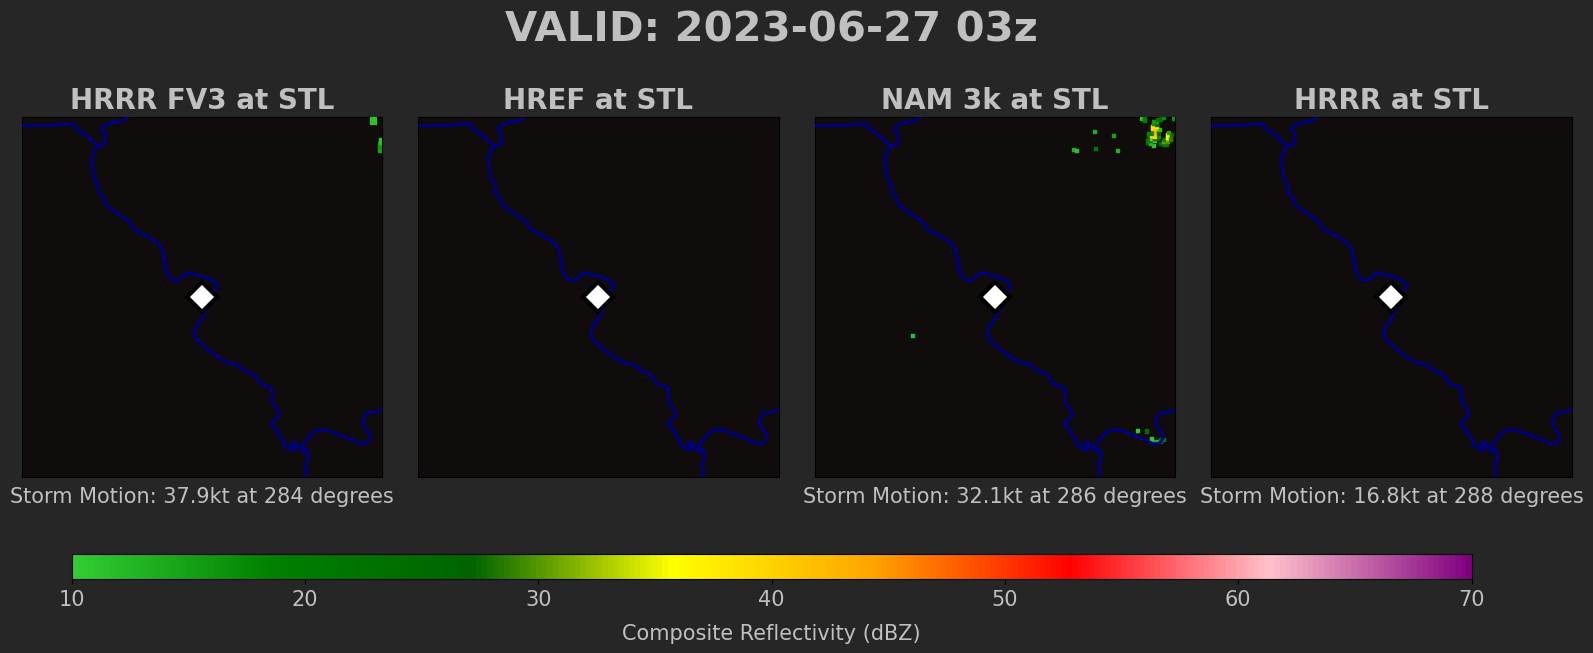 VALID: 2023-06-27 03z
HRRR FV3 at STL
HREF at STL
NAM 3k at STL
HRRR at STL
Storm Motion: 37.9kt at 284 degrees
Storm Motion: 32.1kt at 286 degrees
Storm Motion: 16.8kt at 288 degrees
10 20 30 40 50 60 70
Composite Reflectivity (dBZ)